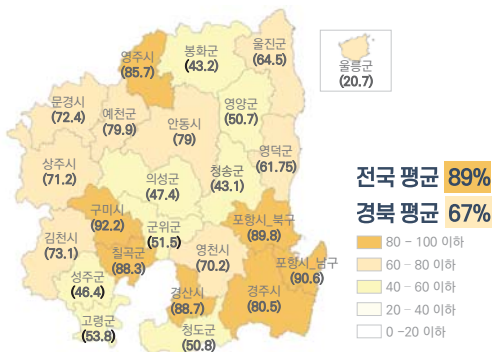 영주시
(85.7)
봉화군
(43.2)
울진군
(64.5)
울릉군
(20.7)
문경시
(72.4)
예천군
(79.9)
안동시
(79)
영양군
(50.7)
영덕군
(61.75)
상주시
(71.2)
의성군
(47.4)
청송군
(43.1)
전국 평균 89%
경북 평균 67%
구미시
(92.2)
군위군
(51.5)
포항시_북구
(89.8)
김천시
(73.1)
칠곡군
(88.3)
영천시
(70.2)
포항시_남구
(90.6)
성주군
(46.4)
경산시
(88.7)
경주시
(80.5)
고령군
(53.8)
청도군
(50.8)
80 - 100 이하
60 - 80 이하
40 - 60 이하
20 - 40 이하
0 -20 이하